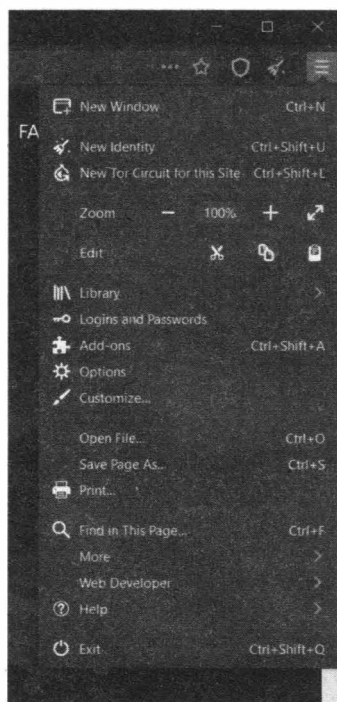 New Window Ctrl+N
FA
New Identity Ctrl+Shift+U
New Tor Circuit for this Site Ctrl+Shift+L
Zoom − 100% +
Edit
Library >
Logins and Passwords
Add-ons Ctrl+Shift+A
Options
Customize...
Open File... Ctrl+O
Save Page As... Ctrl+S
Print...
Find in This Page... Ctrl+F
More >
Web Developer >
Help >
Exit Ctrl+Shift+Q